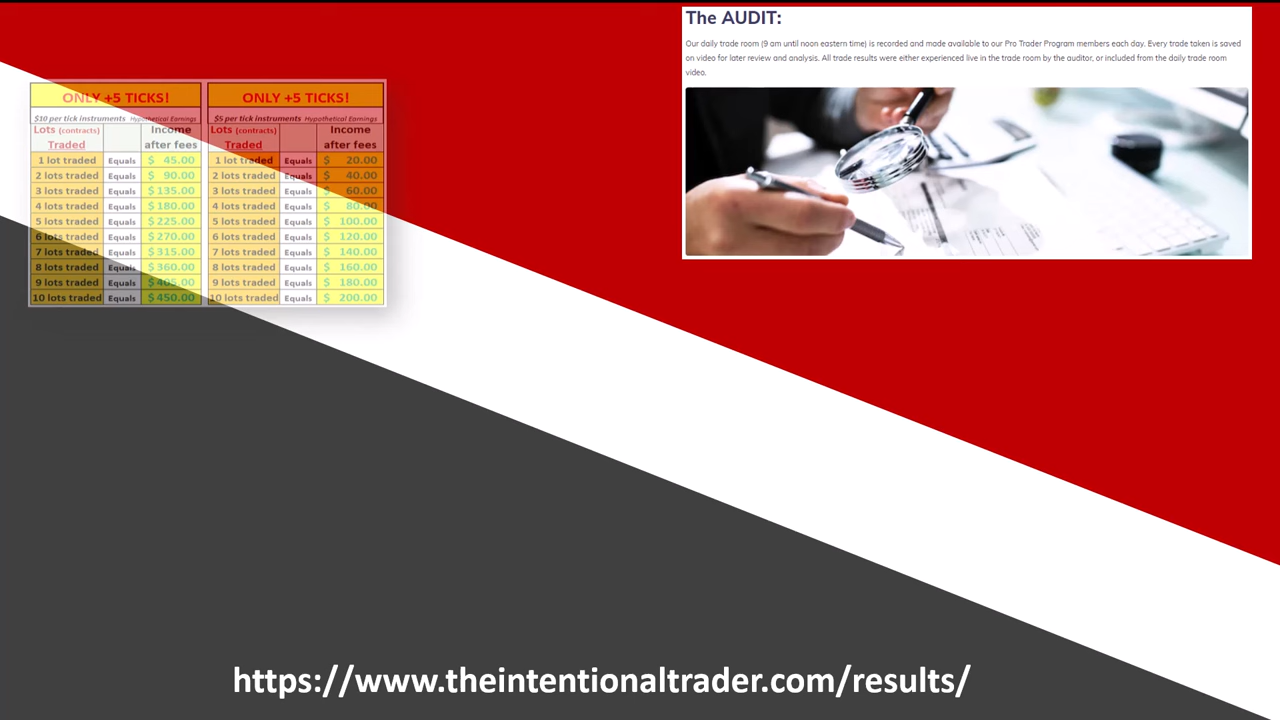 The AUDIT:
Our daily trade room (9 am until noon eastern time) is recorded and made available to our Pro Trader Program members each day. Every trade taken is saved
on video for later review and analysis. All trade results were either experienced live in the trade room by the auditor, or included from the daily trade room
video.
ONLY +5 TICKS! ONLY +5 TICKS!
$10 per tick instruments Hypothetical Earnings $5 per tick instruments Hypothetical Earnings
Lots (contracts) Income Lots (contracts) Income
Traded after fees Traded after fees
1 lot traded Equals $ 45.00 1 lot traded Equals $ 20.00
2 lots traded Equals $ 90.00 2 lots traded Equals $ 40.00
3 lots traded Equals $ 135.00 3 lots traded Equals $ 60.00
4 lots traded Equals $ 180.00 4 lots traded Equals $ 80.00
5 lots traded Equals $ 225.00 5 lots traded Equals $ 100.00
6 lots traded Equals $ 270.00 6 lots traded Equals $ 120.00
7 lots traded Equals $ 315.00 7 lots traded Equals $ 140.00
8 lots traded Equals $ 360.00 8 lots traded Equals $ 160.00
9 lots traded Equals $ 405.00 9 lots traded Equals $ 180.00
10 lots traded Equals $ 450.00 10 lots traded Equals $ 200.00
https://www.theintentionaltrader.com/results/